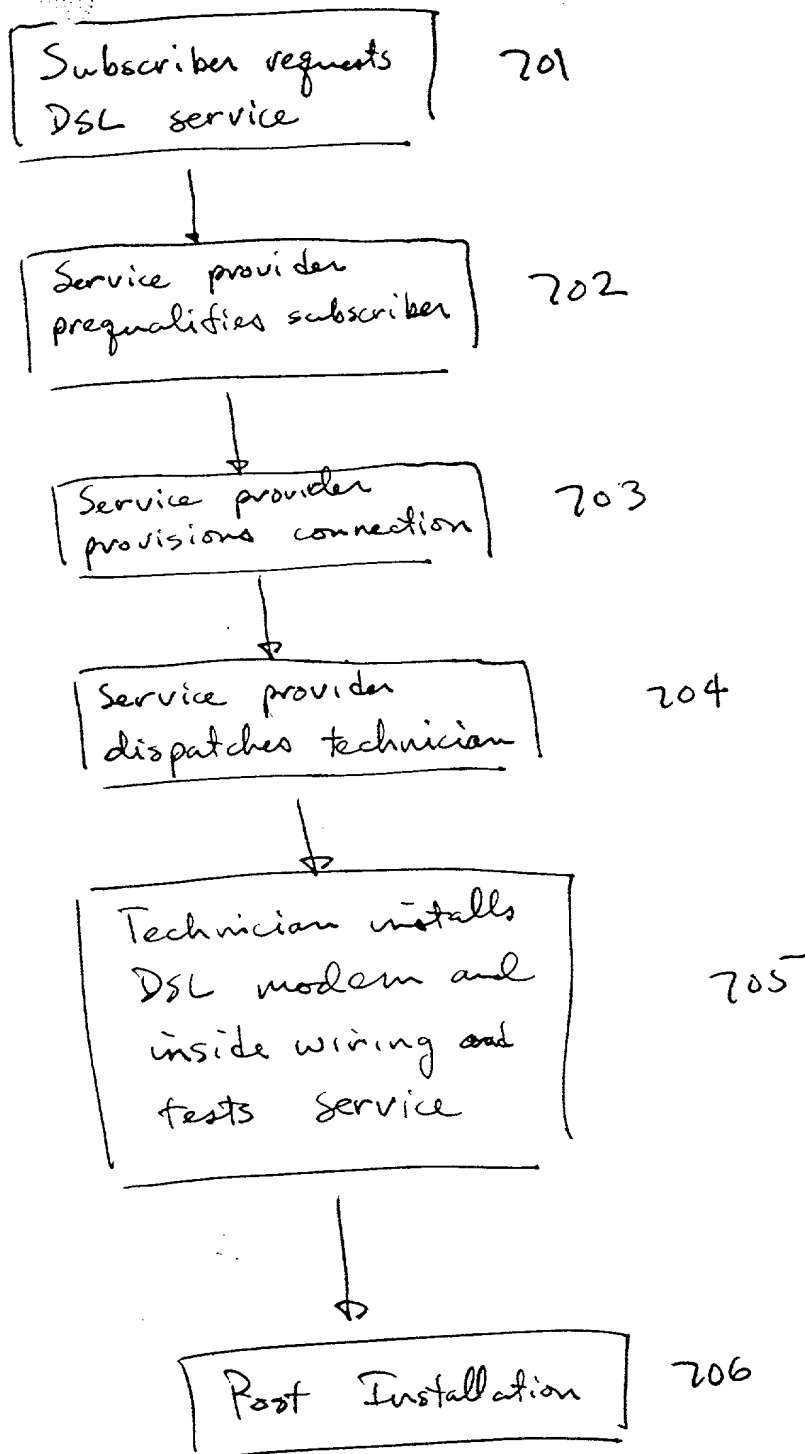 Subscriber requests 701
DSL service
Service provider 702
prequalifies subscriber
Service provider 703
provisions connection
Service provider 704
dispatches technician
Technician installs
DSL modem and 705
inside wiring and
tests service
Post Installation 706